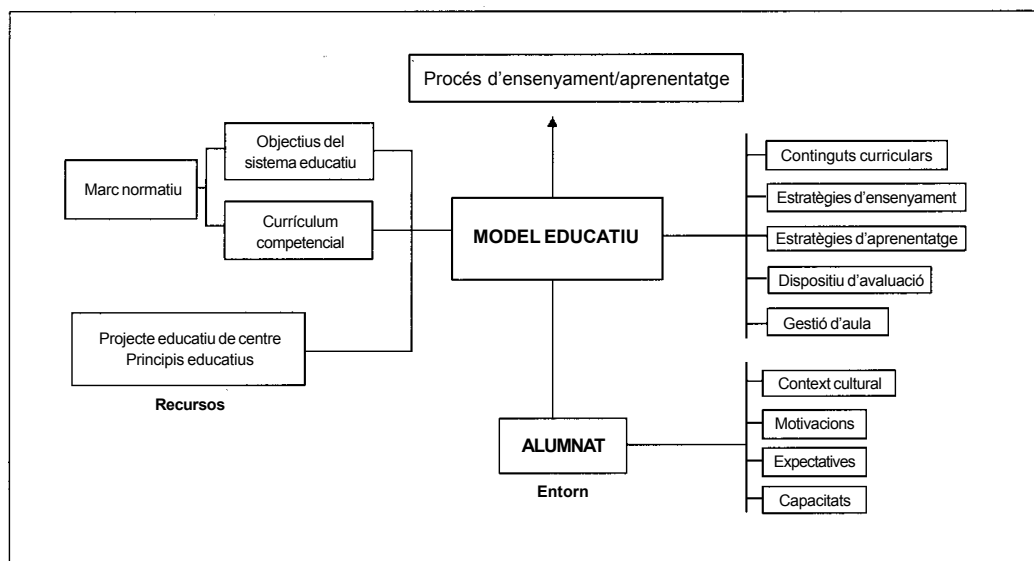 Procés d'ensenyament/aprenentatge
Marc normatiu
Objectius del
sistema educatiu
Currículum
competencial
Projecte educatiu de centre
Principis educatius
Recursos
MODEL EDUCATIU
Continguts curriculars
Estratègies d'ensenyament
Estratègies d'aprenentatge
Dispositiu d'avaluació
Gestió d'aula
ALUMNAT
Entorn
Context cultural
Motivacions
Expectatives
Capacitats